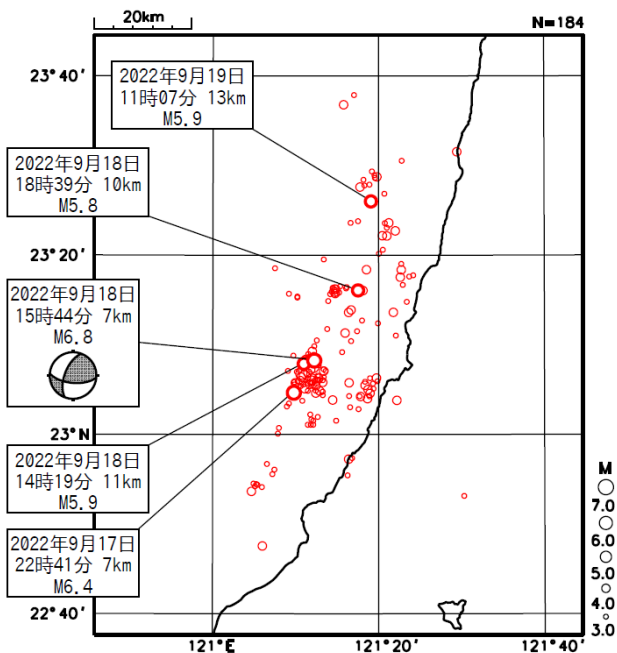 20km
N=184
23°40′
2022年9月19日
11時07分 13km
M5.9
2022年9月18日
18時39分 10km
M5.8
23°20′
2022年9月18日
15時44分 7km
M6.8
23°N
2022年9月18日
14時19分 11km
M5.9
2022年9月17日
22時41分 7km
M6.4
22°40′
121°E
121°20′
121°40′
M
7.0
6.0
5.0
4.0
3.0